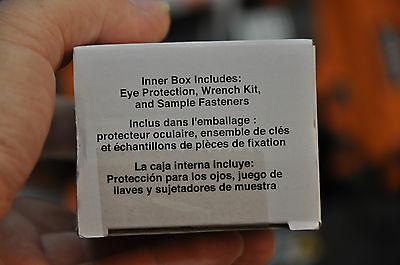 Inner Box Includes:
Eye Protection, Wrench Kit,
and Sample Fasteners
Inclus dans l'emballage :
protecteur oculaire, ensemble de clés
et échantillons de pièces de fixation
La caja interna incluye:
Protección para los ojos, juego de
llaves y sujetadores de muestra